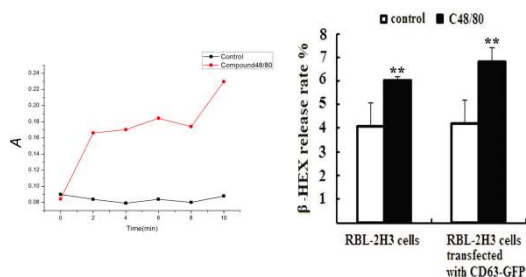 Control
Compound48/80
0.24
0.22
0.20
0.18
0.16
0.14
0.12
0.10
0.08
A
0
2
4
6
8
10
Time(min)
control
C48/80
β-HEX release rate %
8
7
6
5
4
3
2
1
**
**
RBL-2H3 cells
RBL-2H3 cells
transfected
with CD63-GFP